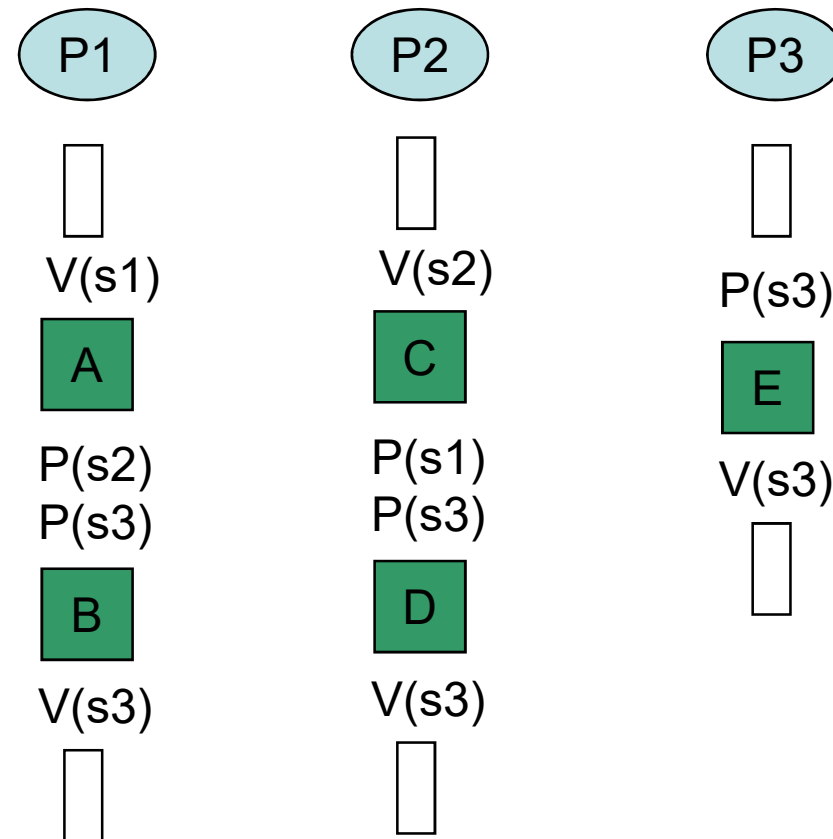 P1
V(s1)
A
P(s2)
P(s3)
B
V(s3)
P2
V(s2)
C
P(s1)
P(s3)
D
V(s3)
P3
P(s3)
E
V(s3)